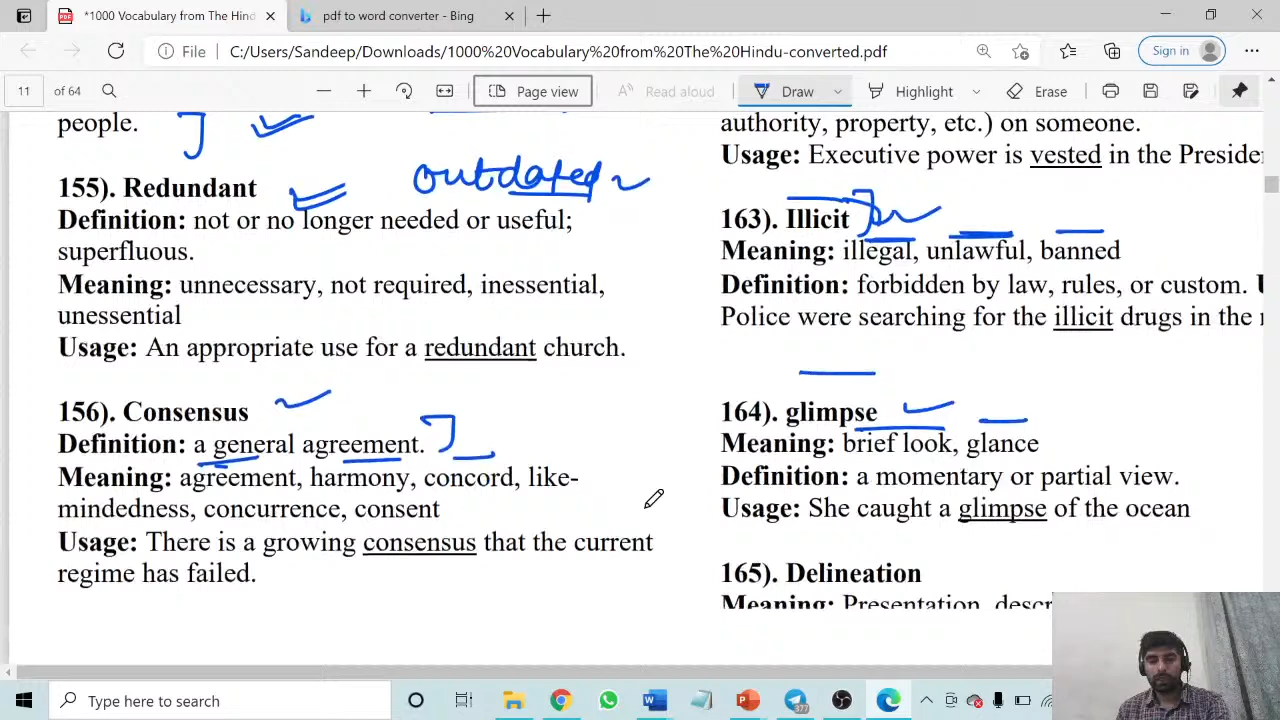 *1000 Vocabulary from The Hind
pdf to word converter - Bing
File
C:/Users/Sandeep/Downloads/1000%20Vocabulary%20from%20The%20Hindu-converted.pdf
Sign in
11 of 64
Page view
Read aloud
Draw
Highlight
Erase
people.
155). Redundant
outdated
Definition: not or no longer needed or useful;
superfluous.
Meaning: unnecessary, not required, inessential,
unessential
Usage: An appropriate use for a redundant church.
156). Consensus
Definition: a general agreement.
Meaning: agreement, harmony, concord, like-
mindedness, concurrence, consent
Usage: There is a growing consensus that the current
regime has failed.
authority, property, etc.) on someone.
Usage: Executive power is vested in the Preside
163). Illicit
Meaning: illegal, unlawful, banned
Definition: forbidden by law, rules, or custom. U
Police were searching for the illicit drugs in the
164). glimpse
Meaning: brief look, glance
Definition: a momentary or partial view.
Usage: She caught a glimpse of the ocean
165). Delineation
Meaning: Presentation, descr
Type here to search
377